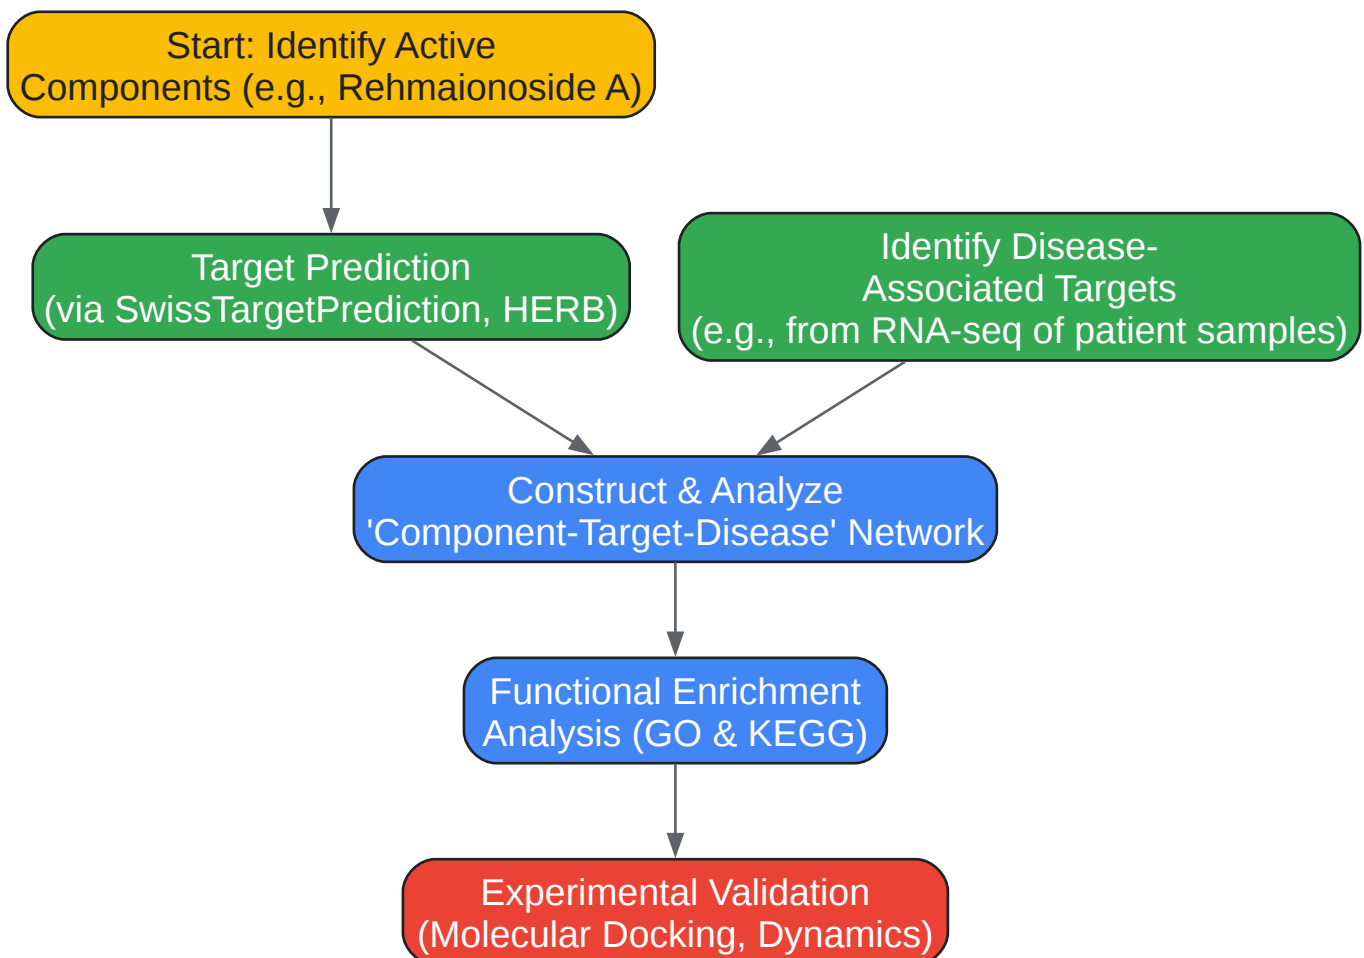 Start: Identify Active
Components (e.g., Rehmaionoside A)
Target Prediction
(via SwissTargetPrediction, HERB)
Identify Disease-
Associated Targets
(e.g., from RNA-seq of patient samples)
Construct & Analyze
'Component-Target-Disease' Network
Functional Enrichment
Analysis (GO & KEGG)
Experimental Validation
(Molecular Docking, Dynamics)